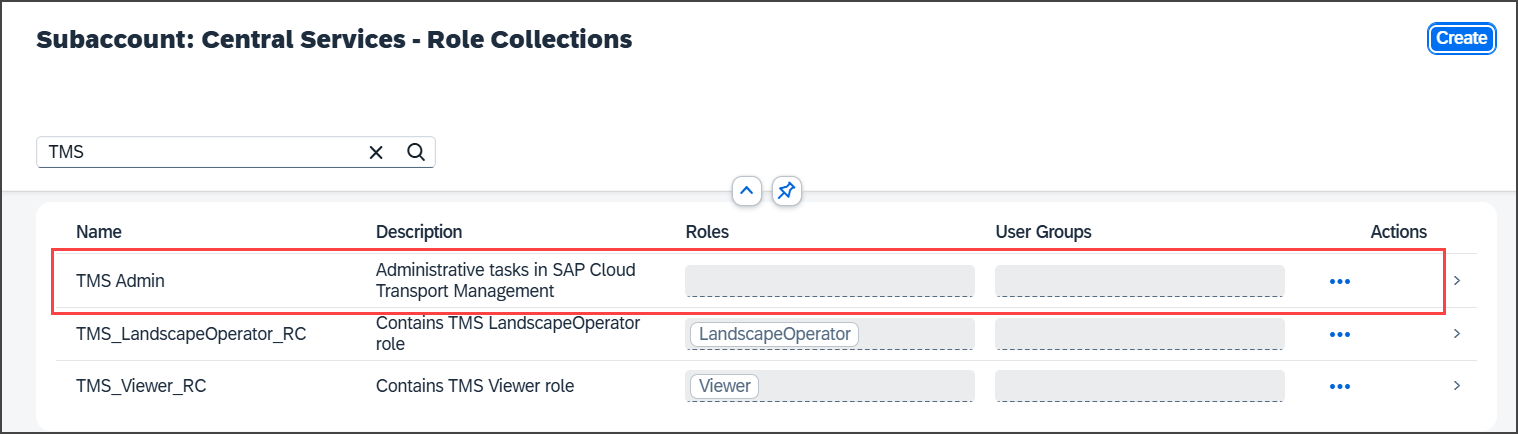 Subaccount: Central Services - Role Collections
Create
TMS
Name Description Roles User Groups Actions
TMS Admin
Administrative tasks in SAP Cloud
Transport Management
TMS_LandscapeOperator_RC
Contains TMS LandscapeOperator
role
LandscapeOperator
TMS_Viewer_RC Contains TMS Viewer role Viewer